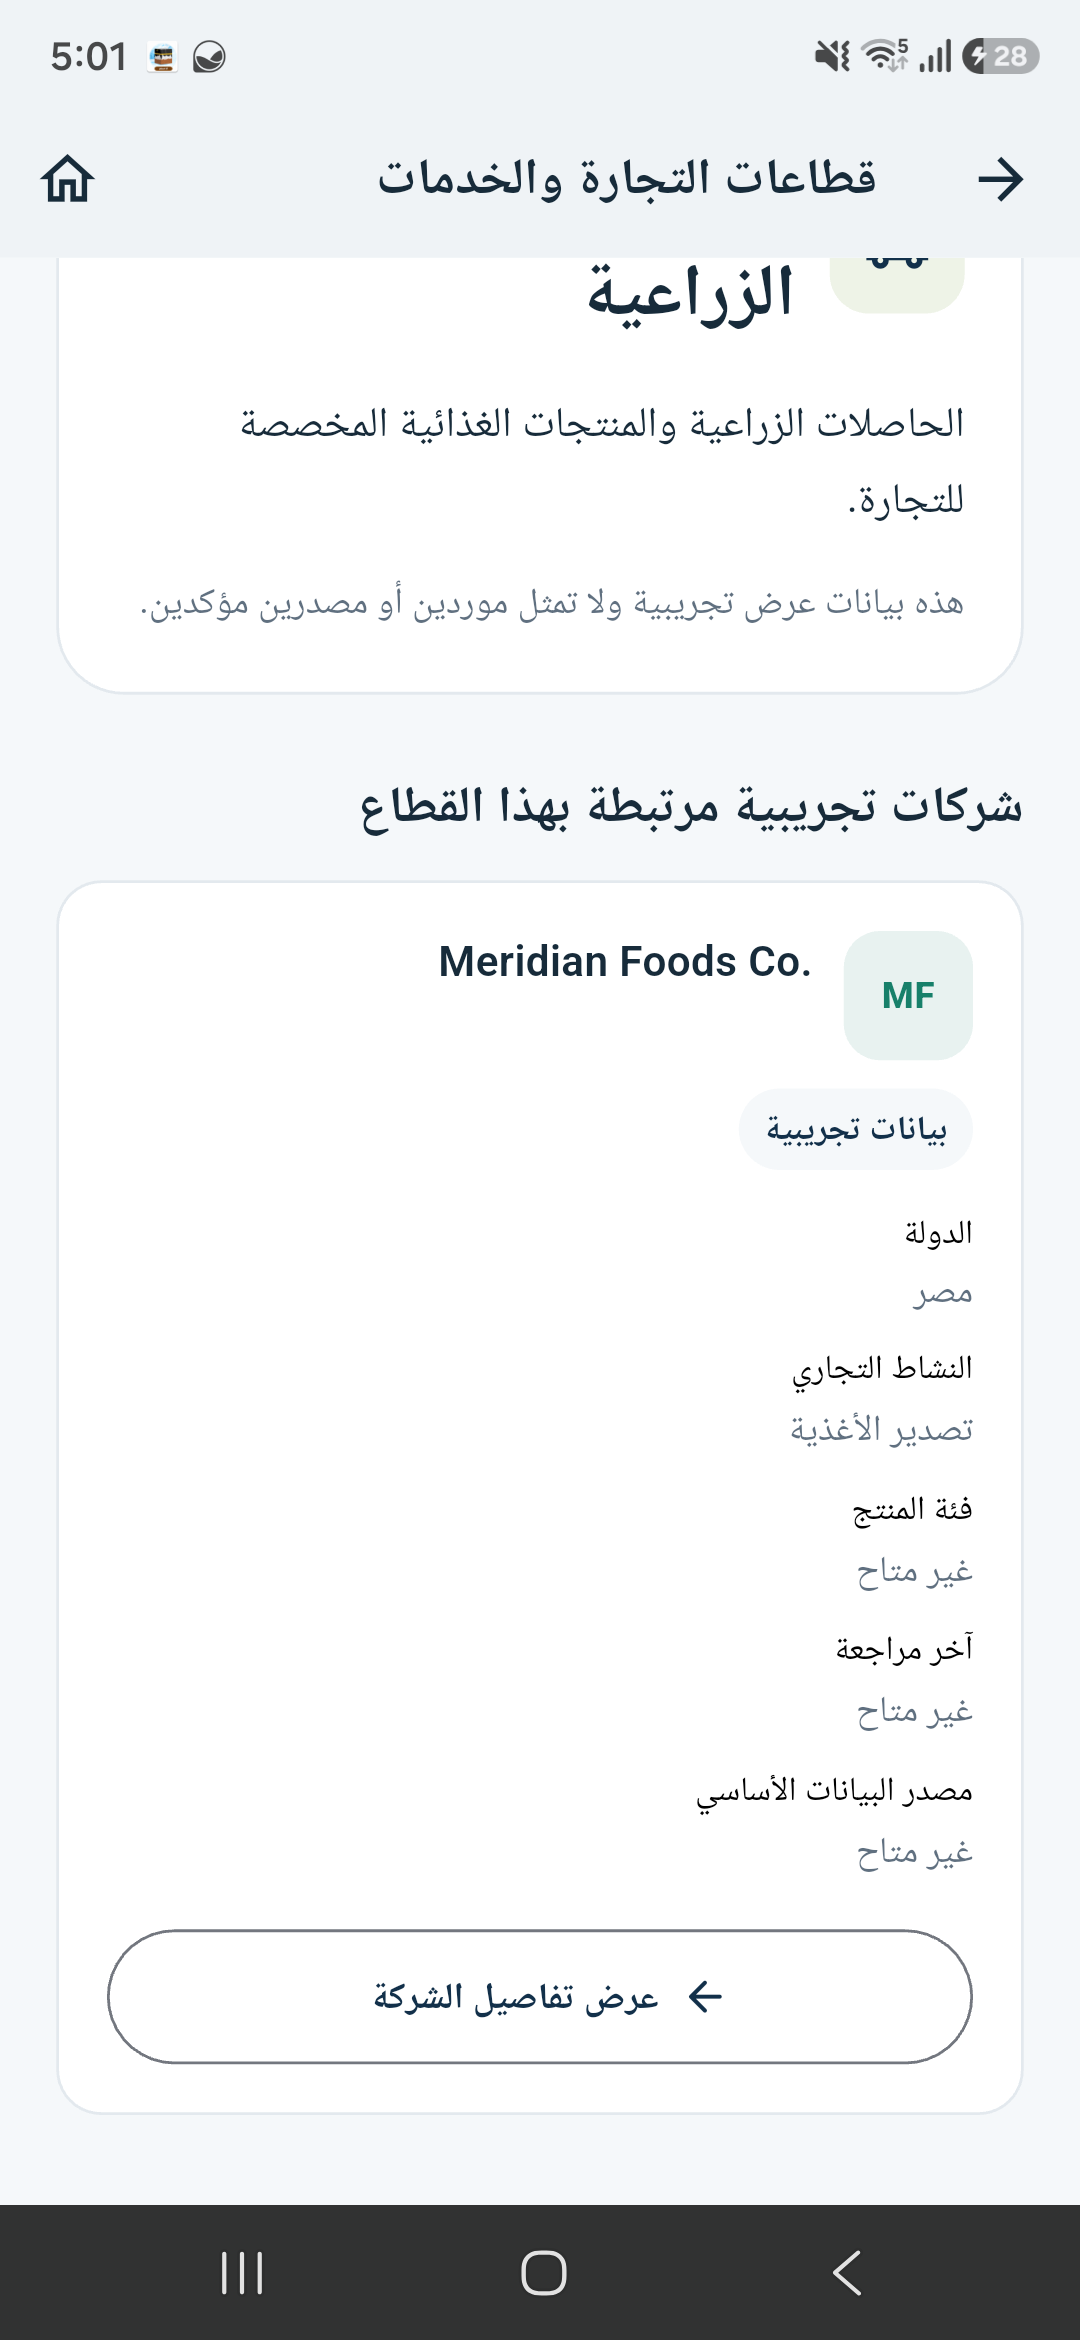 5:01
5
28
قطاعات التجارة والخدمات
الزراعية
الحاصلات الزراعية والمنتجات الغذائية المخصصة
للتجارة.
هذه بيانات عرض تجريبية ولا تمثل موردين أو مصدرين مؤكدين.
شركات تجريبية مرتبطة بهذا القطاع
MF
Meridian Foods Co.
بيانات تجريبية
الدولة
مصر
النشاط التجاري
تصدير الأغذية
فئة المنتج
غير متاح
آخر مراجعة
غير متاح
مصدر البيانات الأساسي
غير متاح
عرض تفاصيل الشركة